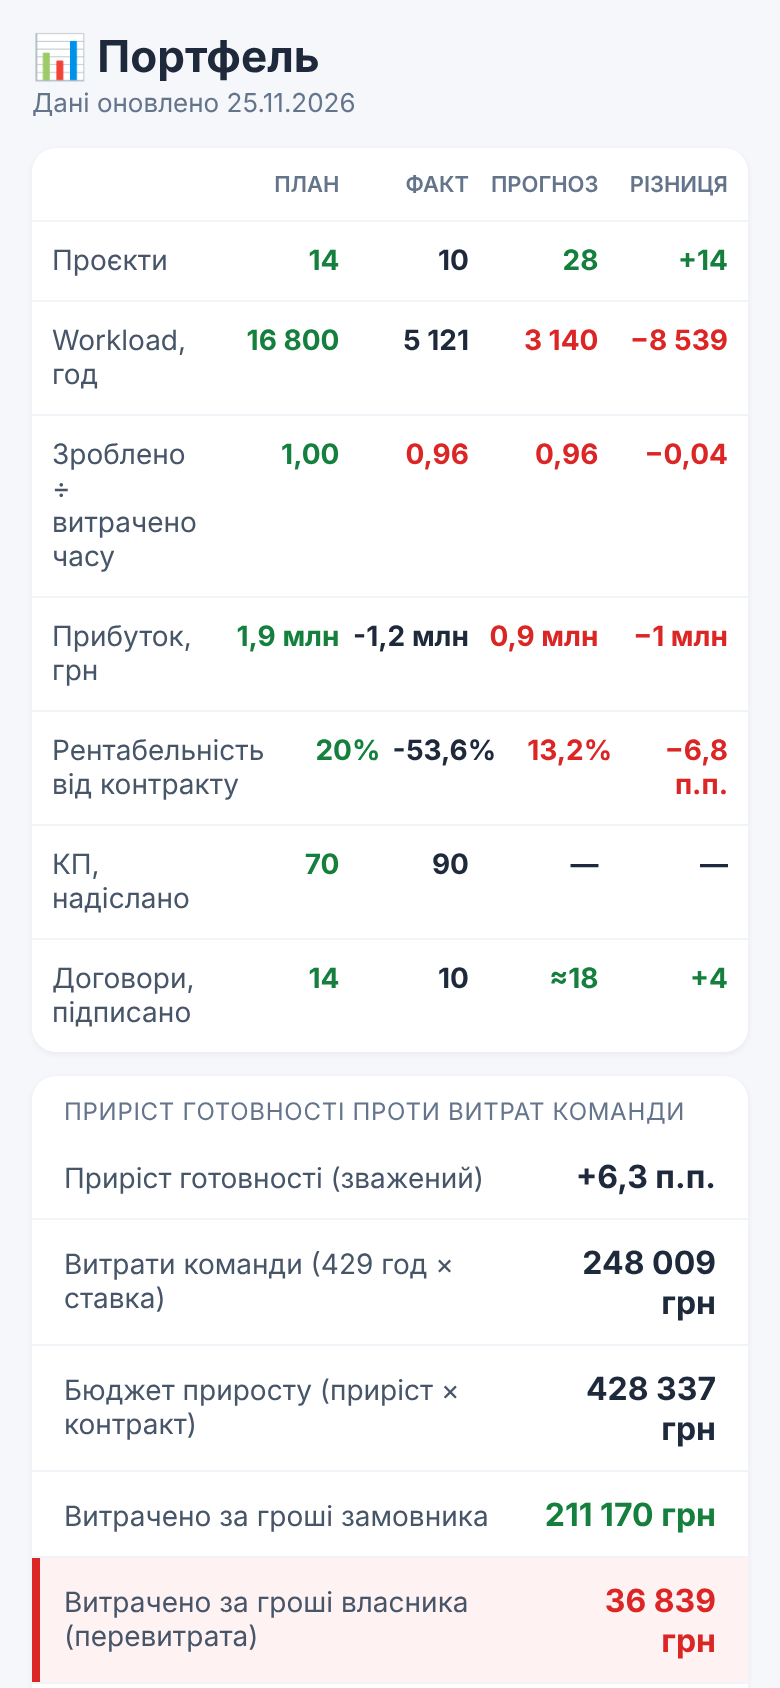 📊 Портфель
Дані оновлено 25.11.2026
ПЛАН ФАКТ ПРОГНОЗ РІЗНИЦЯ
Проєкти 14 10 28 +14
Workload, 16 800 5 121 3 140 −8 539
год
Зроблено 1,00 0,96 0,96 −0,04
÷
витрачено
часу
Прибуток, 1,9 млн -1,2 млн 0,9 млн −1 млн
грн
Рентабельність 20% -53,6% 13,2% −6,8
від контракту п.п.
КП, 70 90 — —
надіслано
Договори, 14 10 ≈18 +4
підписано
ПРИРІСТ ГОТОВНОСТІ ПРОТИ ВИТРАТ КОМАНДИ
Приріст готовності (зважений) +6,3 п.п.
Витрати команди (429 год × 248 009
ставка) грн
Бюджет приросту (приріст × 428 337
контракт) грн
Витрачено за гроші замовника 211 170 грн
Витрачено за гроші власника 36 839
(перевитрата) грн